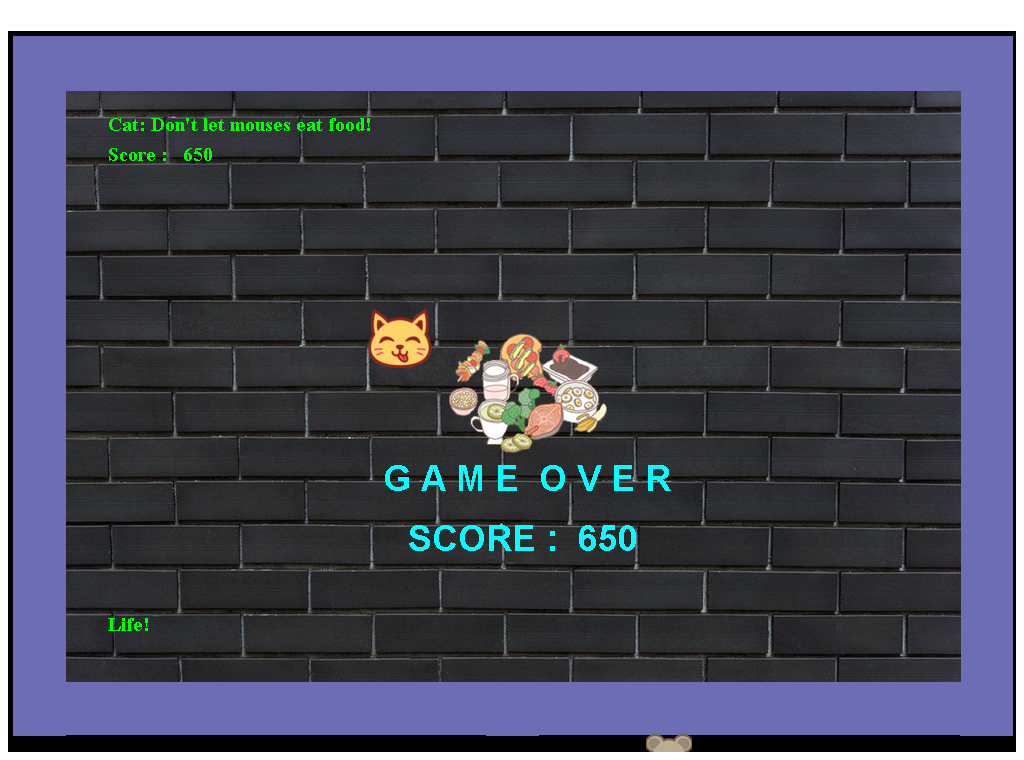 Cat: Don't let mouses eat food!
Score : 650
G A M E O V E R
SCORE : 650
Life!